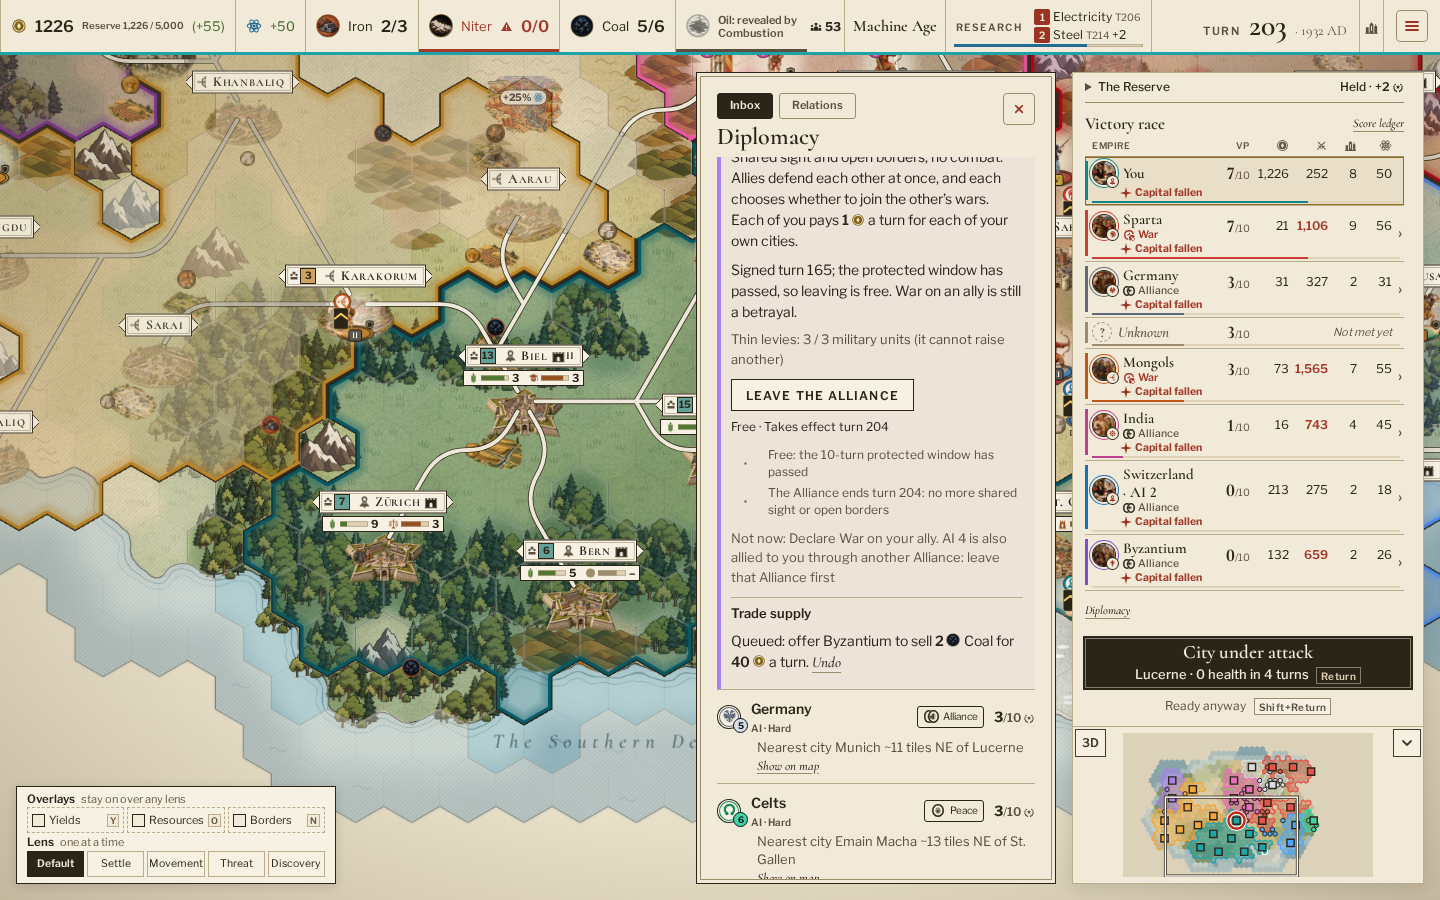 1226 Reserve 1,226 / 5,000 (+55)
+50
Iron 2/3
Niter 0/0
Coal 5/6
Oil: revealed by
Combustion
53
Machine Age
RESEARCH
1 Electricity T206
2 Steel T214 +2
TURN 203 · 1932 AD
Khanbaliq
+25%
Aarau
3 Karakorum
Sarai
II
13 Biel II
3 3
15
7 Zürich
9 3
6 Bern
5 –
The Southern De
Overlays stay on over any lens
Yields Y
Resources O
Borders N
Lens one at a time
Default
Settle
Movement
Threat
Discovery
Inbox
Relations
×
Diplomacy
Shared sight and open borders, no combat.
Allies defend each other at once, and each
chooses whether to join the other's wars.
Each of you pays 1 a turn for each of your
own cities.
Signed turn 165; the protected window has
passed, so leaving is free. War on an ally is still
a betrayal.
Thin levies: 3 / 3 military units (it cannot raise
another)
LEAVE THE ALLIANCE
Free · Takes effect turn 204
· Free: the 10-turn protected window has
passed
· The Alliance ends turn 204: no more shared
sight or open borders
Not now: Declare War on your ally. AI 4 is also
allied to you through another Alliance: leave
that Alliance first
Trade supply
Queued: offer Byzantium to sell 2 Coal for
40 a turn. Undo
5 Germany
AI · Hard
Alliance 3/10
Nearest city Munich ~11 tiles NE of Lucerne
Show on map
6 Celts
AI · Hard
Peace 3/10
Nearest city Emain Macha ~13 tiles NE of St.
Gallen
Show on map
The Reserve Held · +2
Victory race Score ledger
EMPIRE VP
You 7/10 1,226 252 8 50
Capital fallen
Sparta 7/10 21 1,106 9 56
War
Capital fallen
Germany 3/10 31 327 2 31
Alliance
Capital fallen
? Unknown 3/10 Not met yet
Mongols 3/10 73 1,565 7 55
War
Capital fallen
India 1/10 16 743 4 45
Alliance
Capital fallen
Switzerland
· AI 2 0/10 213 275 2 18
Alliance
Capital fallen
Byzantium 0/10 132 659 2 26
Alliance
Capital fallen
Diplomacy
City under attack
Lucerne · 0 health in 4 turns Return
Ready anyway Shift+Return
3D